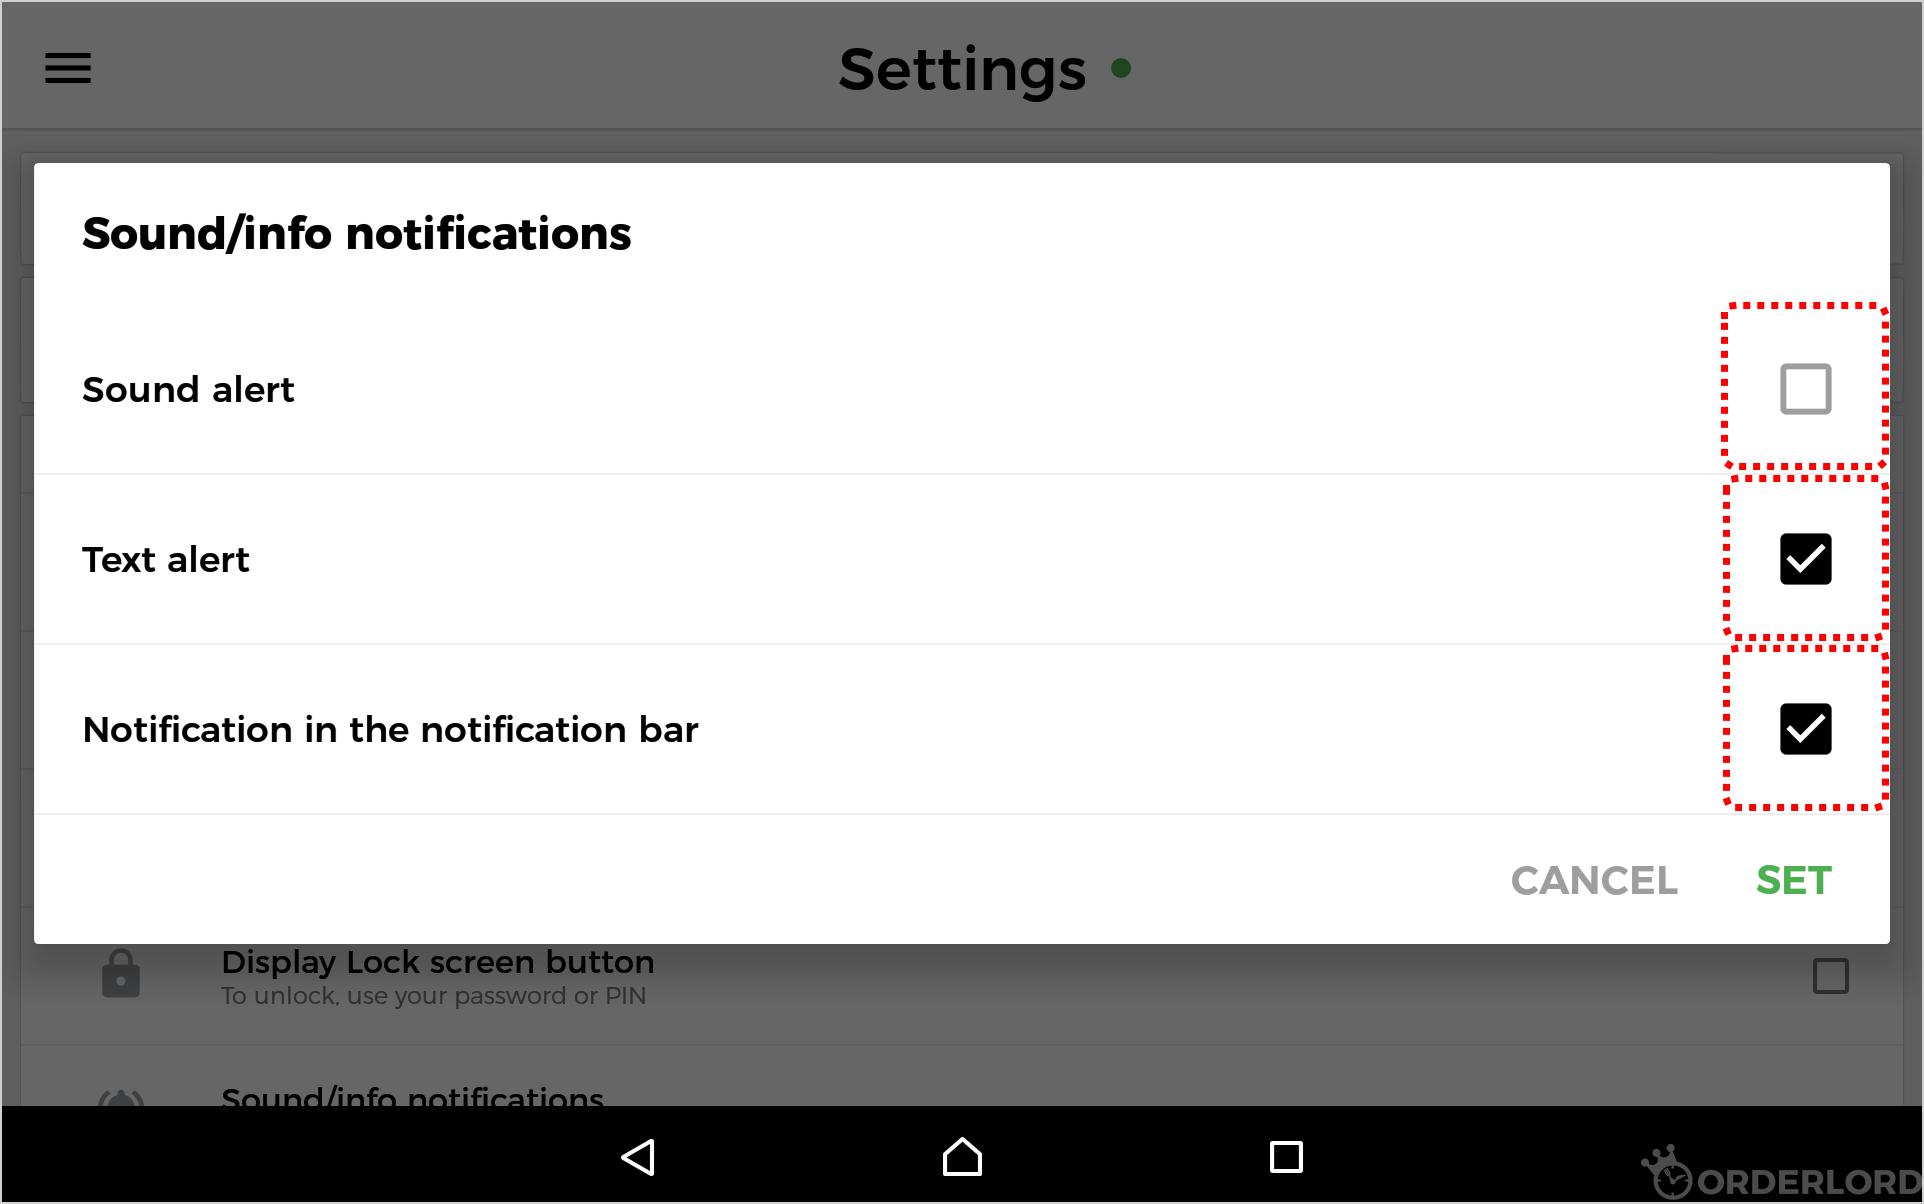 Settings
Sound/info notifications
Sound alert
Text alert
Notification in the notification bar
CANCEL SET
Display Lock screen button
To unlock, use your password or PIN
Sound/info notifications
ORDERLORD